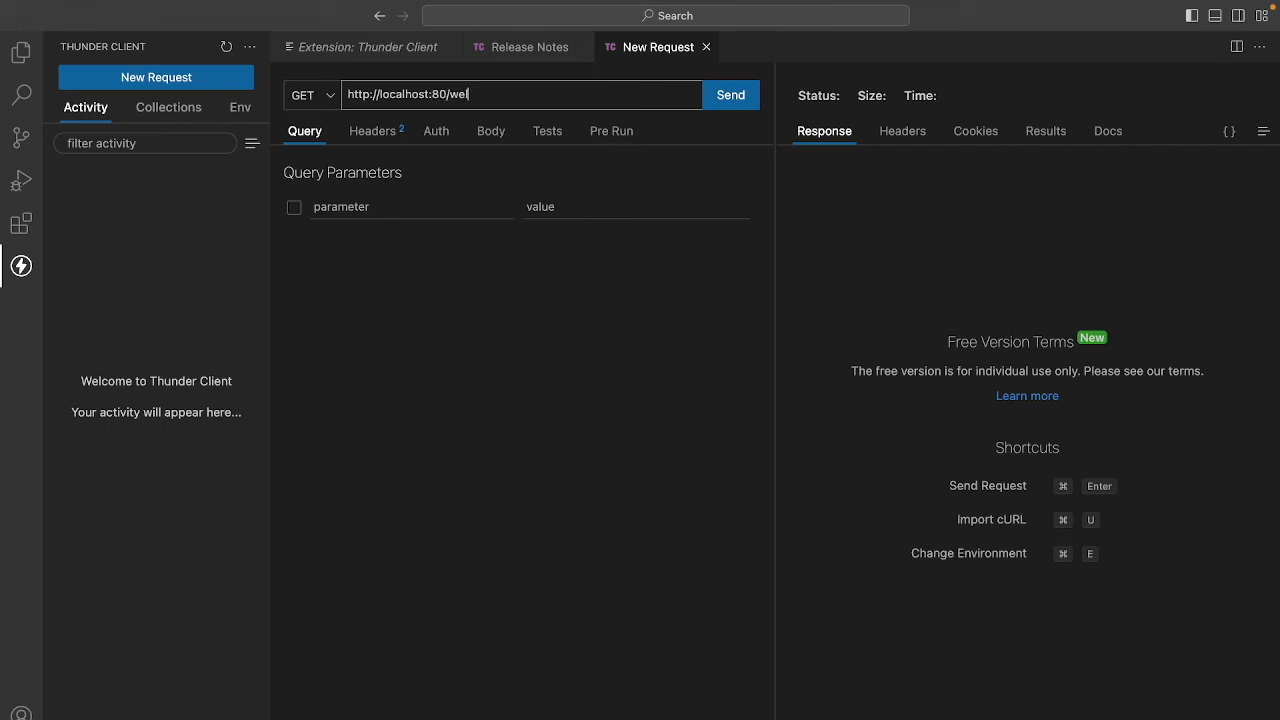 Search
THUNDER CLIENT
New Request
Activity
Collections
Env
filter activity
Welcome to Thunder Client
Your activity will appear here...
Extension: Thunder Client
TC Release Notes
TC New Request
GET
http://localhost:80/wel
Send
Query
Headers 2
Auth
Body
Tests
Pre Run
Query Parameters
parameter
value
Status:
Size:
Time:
Response
Headers
Cookies
Results
Docs
{ }
Free Version Terms New
The free version is for individual use only. Please see our terms.
Learn more
Shortcuts
Send Request ⌘ Enter
Import cURL ⌘ U
Change Environment ⌘ E